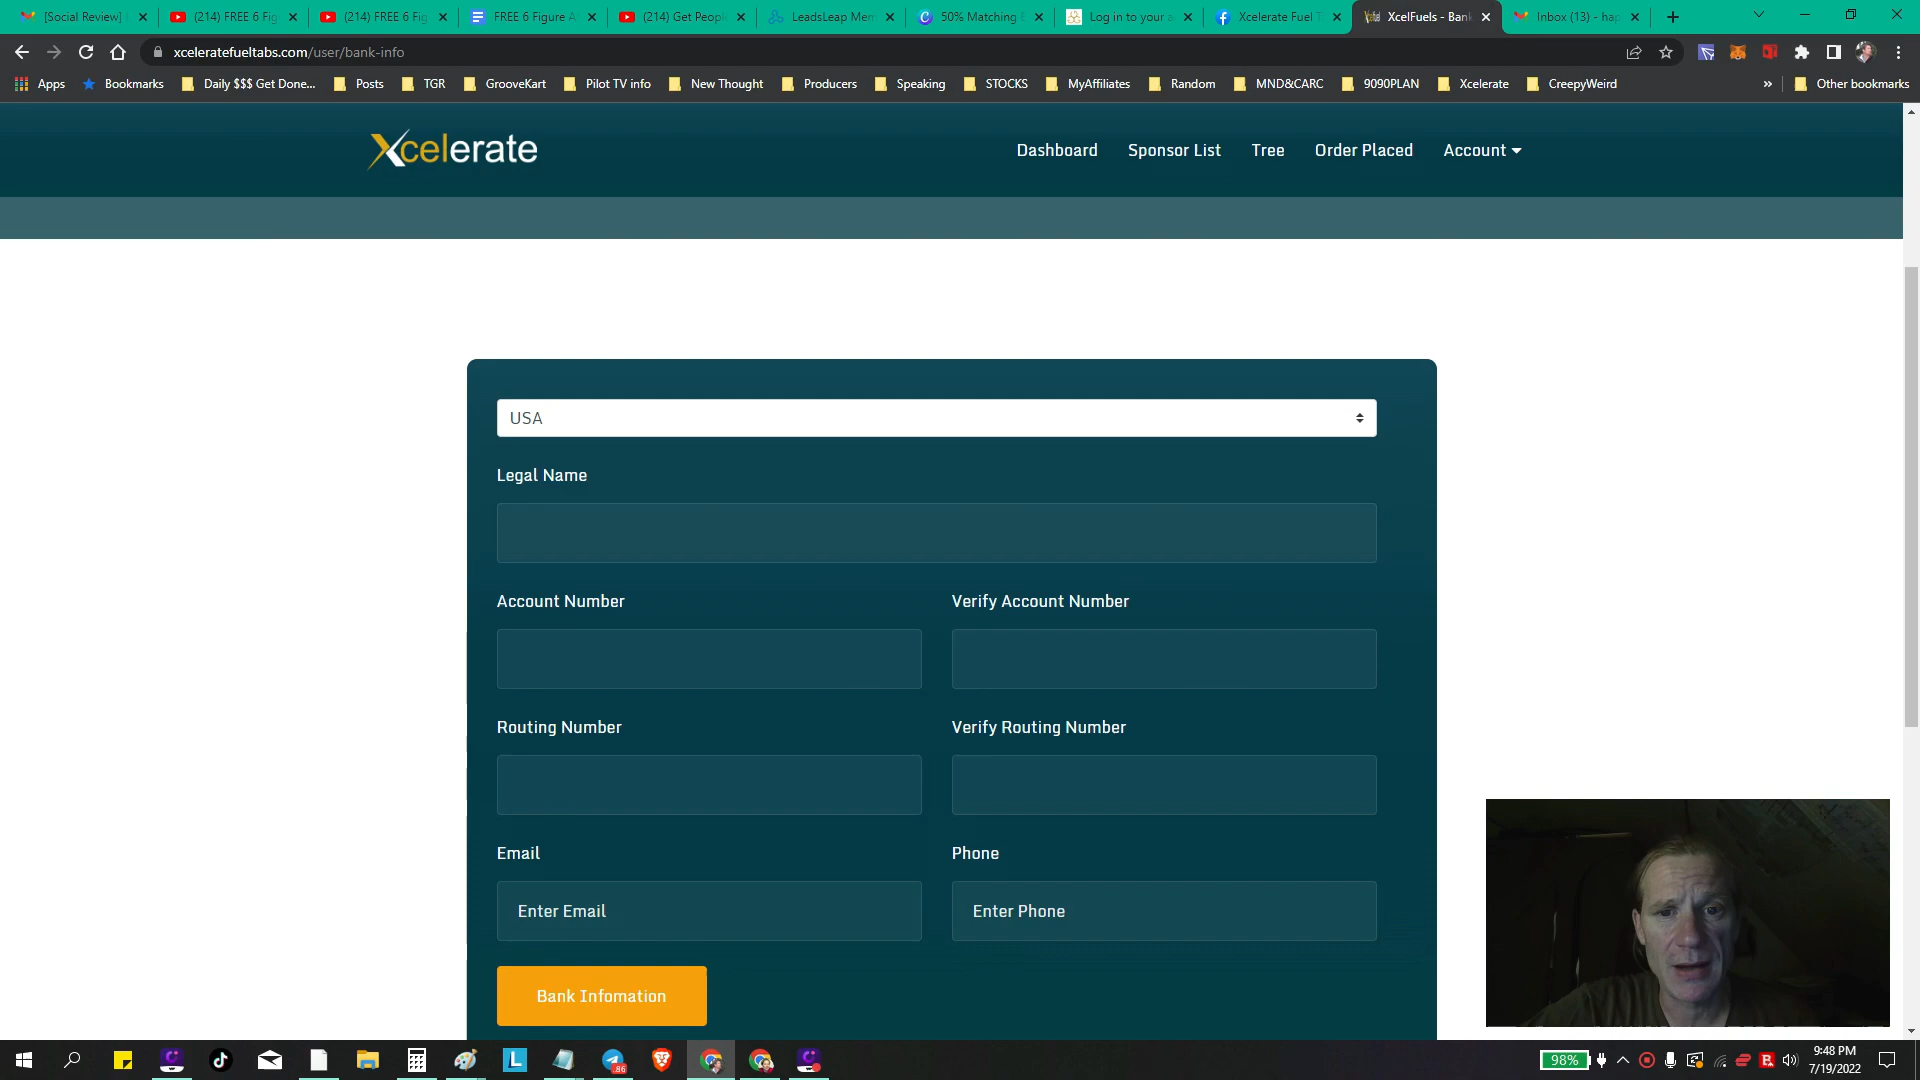 [Social Review]
(214) FREE 6 Fig
(214) FREE 6 Fig
FREE 6 Figure A
(214) Get People
LeadsLeap Mem
50% Matching
Log in to your a
Xcelerate Fuel T
XcelFuels - Bank
Inbox (13) - hap
xceleratefueltabs.com/user/bank-info
Apps
Bookmarks
Daily $$$ Get Done...
Posts
TGR
GrooveKart
Pilot TV info
New Thought
Producers
Speaking
STOCKS
MyAffiliates
Random
MND&CARC
9090PLAN
Xcelerate
CreepyWeird
»
Other bookmarks
Xcelerate
Dashboard
Sponsor List
Tree
Order Placed
Account
USA
Legal Name
Account Number
Verify Account Number
Routing Number
Verify Routing Number
Email
Phone
Enter Email
Enter Phone
Bank Infomation
L
86
98%
9:48 PM
7/19/2022